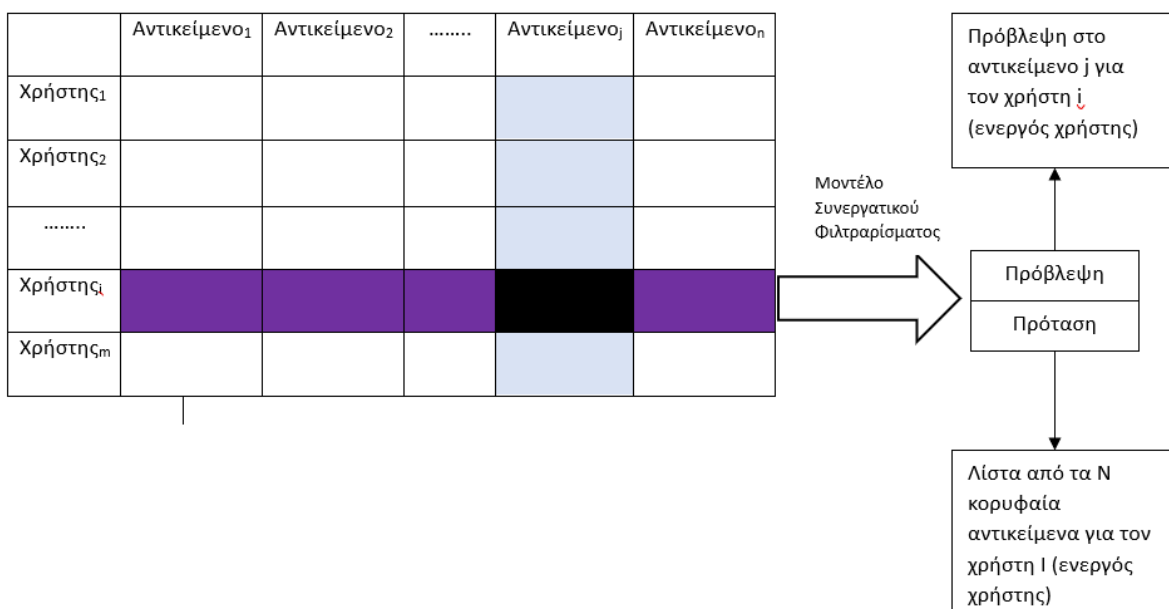 Αντικείμενο₁ Αντικείμενο₂ …….. Αντικείμενοⱼ Αντικείμενοₙ
Χρήστης₁
Χρήστης₂
……..
Χρήστηςᵢ
Χρήστηςₘ
Μοντέλο
Συνεργατικού
Φιλτραρίσματος
Πρόβλεψη στο
αντικείμενο j για
τον χρήστη i
(ενεργός χρήστης)
Πρόβλεψη
Πρόταση
Λίστα από τα Ν
κορυφαία
αντικείμενα για τον
χρήστη Ι (ενεργός
χρήστης)